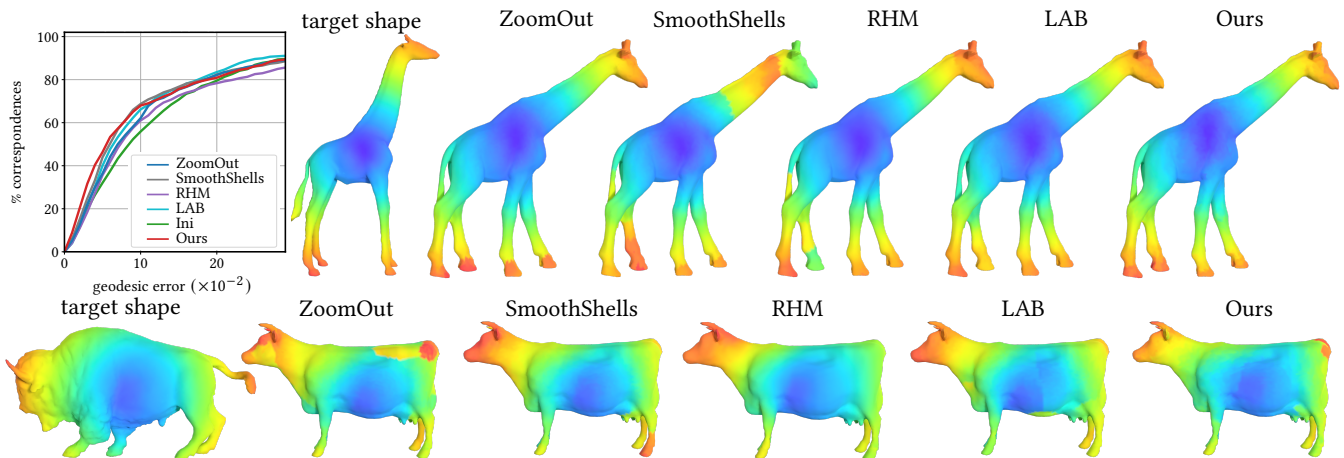 target shape ZoomOut SmoothShells RHM LAB Ours
100
80
60
40
20
0
% correspondences
ZoomOut
SmoothShells
RHM
LAB
Ini
Ours
0 10 20
geodesic error (×10⁻²)
target shape ZoomOut SmoothShells RHM LAB Ours